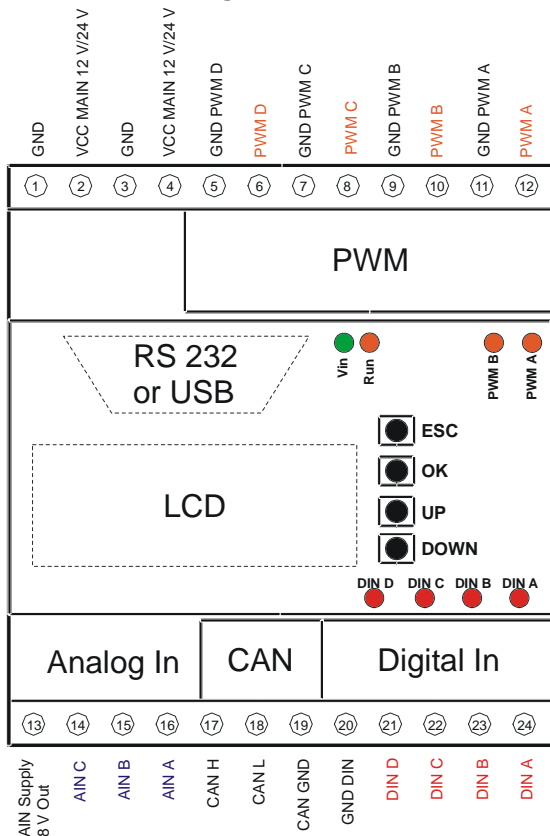 GND
VCC MAIN 12 V/24 V
GND
VCC MAIN 12 V/24 V
GND PWM D
PWM D
GND PWM C
PWM C
GND PWM B
PWM B
GND PWM A
PWM A
1 2 3 4 5 6 7 8 9 10 11 12
PWM
RS 232
or USB
Vin
Run
PWM B
PWM A
ESC
OK
UP
DOWN
LCD
DIN D DIN C DIN B DIN A
Analog In CAN Digital In
13 14 15 16 17 18 19 20 21 22 23 24
AIN Supply
8 V Out
AIN C
AIN B
AIN A
CAN H
CAN L
CAN GND
GND DIN
DIN D
DIN C
DIN B
DIN A